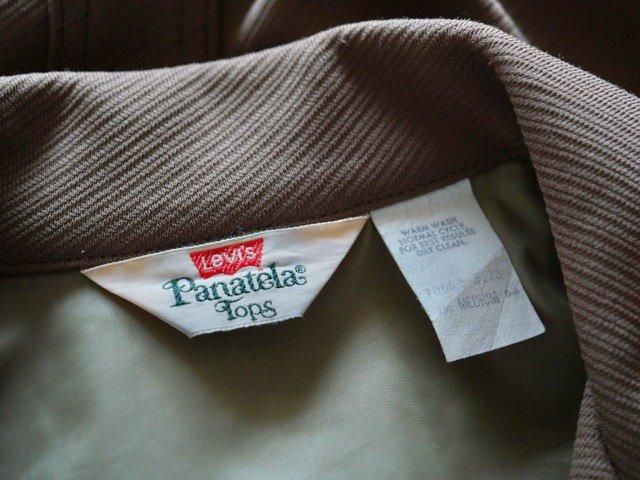 Levi's
Panatela®
Tops
WARM WASH
NORMAL CYCLE
FOR BEST RESULTS
DRY CLEAN.
MEDIUM